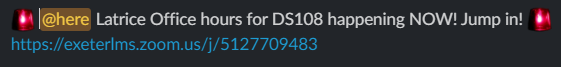 🚨 @here Latrice Office hours for DS108 happening NOW! Jump in! 🚨
https://exeterlms.zoom.us/j/5127709483